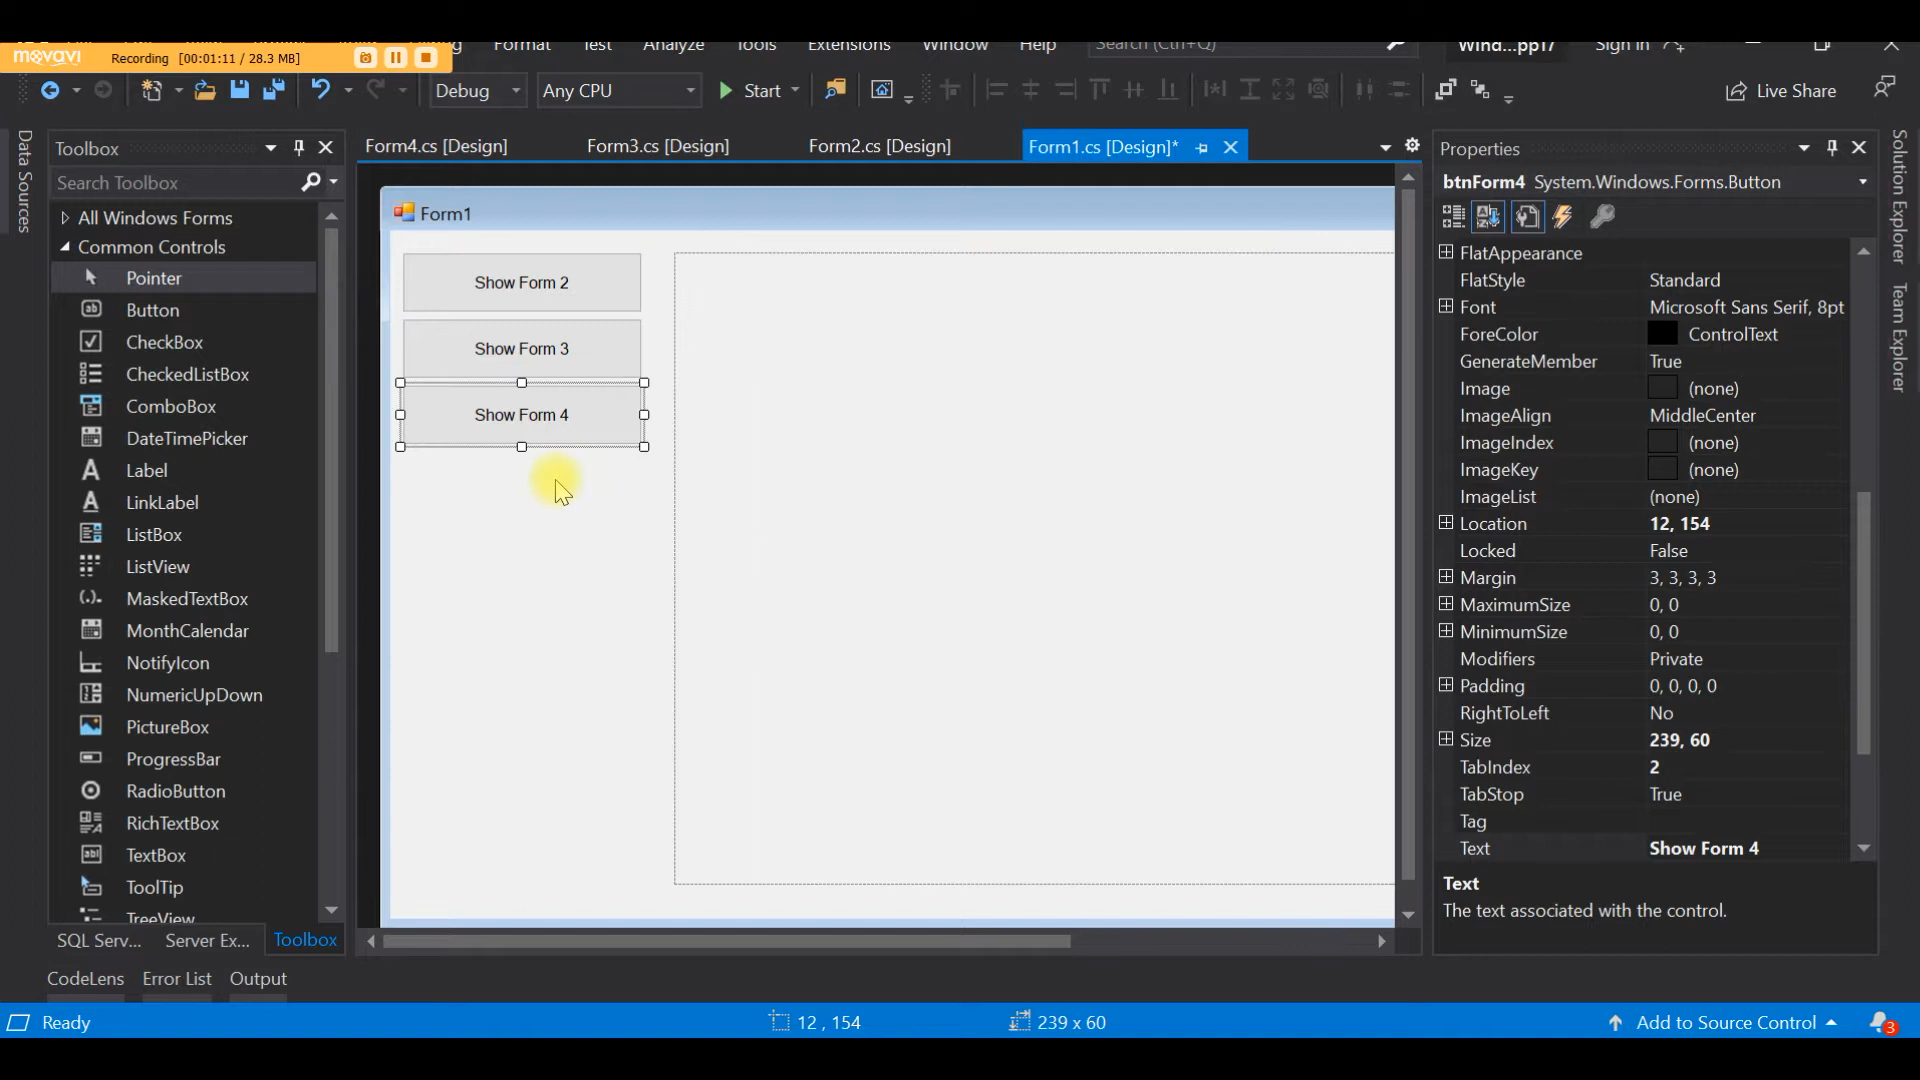 movavi
Recording [00:01:11 / 28.3 MB]
Format Test Analyze Tools Extensions Window Help
Search (Ctrl+Q)
Wind...pp17
Sign in
Debug
Any CPU
Start
Live Share
Data Sources
Toolbox
Search Toolbox
All Windows Forms
Common Controls
Pointer
Button
CheckBox
CheckedListBox
ComboBox
DateTimePicker
Label
LinkLabel
ListBox
ListView
MaskedTextBox
MonthCalendar
NotifyIcon
NumericUpDown
PictureBox
ProgressBar
RadioButton
RichTextBox
TextBox
ToolTip
TreeView
SQL Serv... Server Ex... Toolbox
CodeLens Error List Output
Form4.cs [Design] Form3.cs [Design] Form2.cs [Design] Form1.cs [Design]*
Form1
Show Form 2
Show Form 3
Show Form 4
Properties
btnForm4 System.Windows.Forms.Button
FlatAppearance
FlatStyle Standard
Font Microsoft Sans Serif, 8pt
ForeColor ControlText
GenerateMember True
Image (none)
ImageAlign MiddleCenter
ImageIndex (none)
ImageKey (none)
ImageList (none)
Location 12, 154
Locked False
Margin 3, 3, 3, 3
MaximumSize 0, 0
MinimumSize 0, 0
Modifiers Private
Padding 0, 0, 0, 0
RightToLeft No
Size 239, 60
TabIndex 2
TabStop True
Tag
Text Show Form 4
Text
The text associated with the control.
Solution Explorer
Team Explorer
Ready
12 , 154
239 x 60
Add to Source Control
3